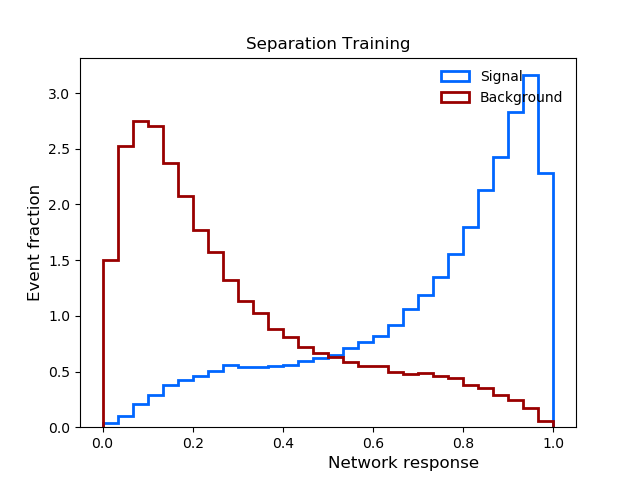 Separation Training
Signal
Background
3.0
2.5
2.0
1.5
1.0
0.5
0.0
Event fraction
0.0 0.2 0.4 0.6 0.8 1.0
Network response